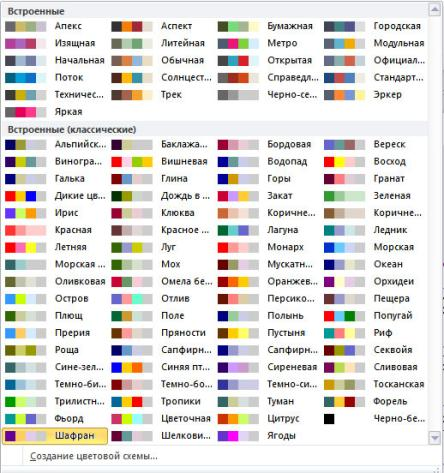 Встроенные
Апекс Аспект Бумажная Городская
Изящная Литейная Метро Модульная
Начальная Обычная Открытая Официал...
Поток Солнцест... Справедл... Стандарт...
Техничес... Трек Черно-се... Эркер
Яркая
Встроенные (классические)
Альпийск... Баклажа... Бордовая Вереск
Виногра... Вишневая Водопад Восход
Галька Глина Горы Гранат
Дикие цв... Дождь в ... Закат Зеленая
Ирис Клюква Коричне... Коричне...
Красная Красное ... Лагуна Ледник
Летняя Луг Монарх Морская
Морская ... Мох Мускатн... Океан
Оливковая Омела бе... Оранжев... Орхидеи
Остров Отлив Персико... Пещера
Плющ Поле Полынь Попугай
Прерия Пряности Пустыня Риф
Роща Сапфирн... Сапфирн... Секвойя
Сине-зел... Синяя пт... Сиреневая Сливовая
Темно-би... Темно-бо... Темно-си... Тосканская
Трилистн... Тропики Туман Форель
Фьорд Цветочная Цитрус Черно-бе...
Шафран Шелкови... Ягоды
Создание цветовой схемы...